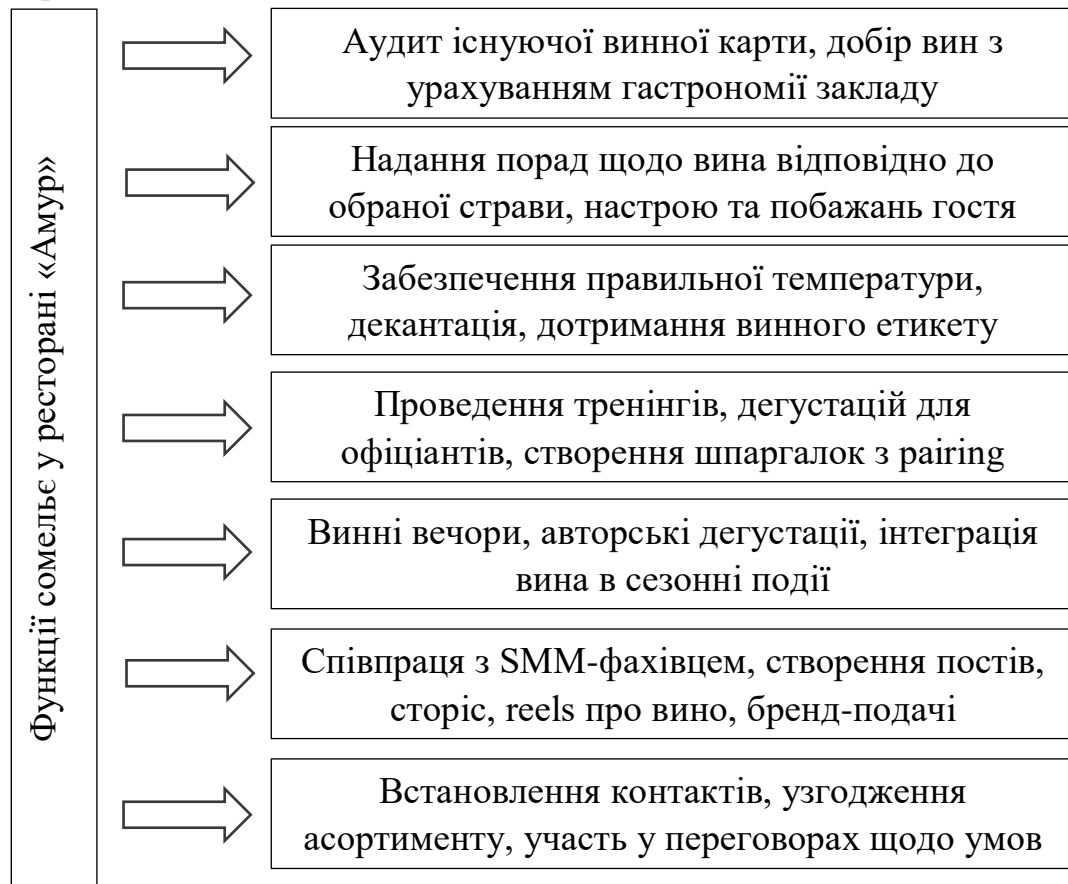 Функції сомельє у ресторані «Амур»
Аудит існуючої винної карти, добір вин з
урахуванням гастрономії закладу
Надання порад щодо вина відповідно до
обраної страви, настрою та побажань гостя
Забезпечення правильної температури,
декантація, дотримання винного етикету
Проведення тренінгів, дегустацій для
офіціантів, створення шпаргалок з pairing
Винні вечори, авторські дегустації, інтеграція
вина в сезонні події
Співпраця з SMM-фахівцем, створення постів,
сторіс, reels про вино, бренд-подачі
Встановлення контактів, узгодження
асортименту, участь у переговорах щодо умов